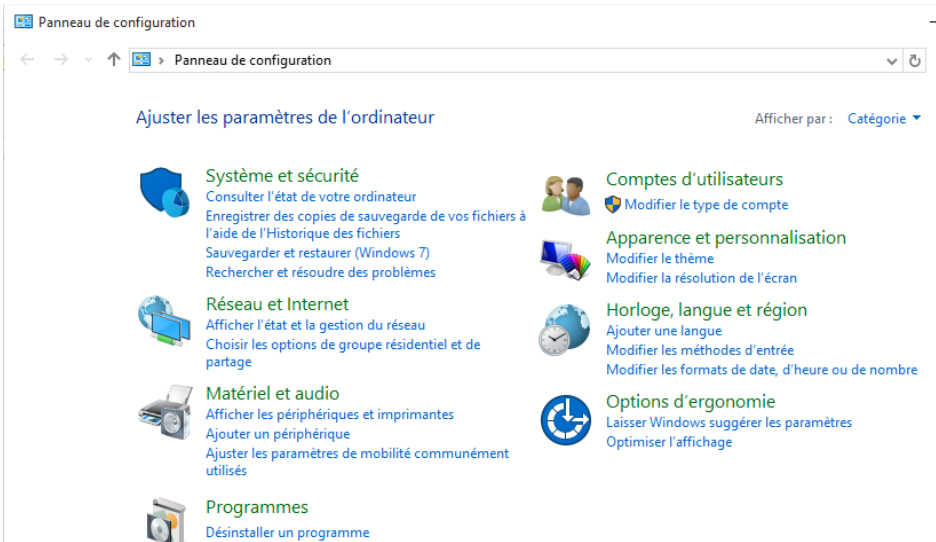 Panneau de configuration
Panneau de configuration
Ajuster les paramètres de l'ordinateur
Afficher par : Catégorie
Système et sécurité
Consulter l'état de votre ordinateur
Enregistrer des copies de sauvegarde de vos fichiers à
l'aide de l'Historique des fichiers
Sauvegarder et restaurer (Windows 7)
Rechercher et résoudre des problèmes
Réseau et Internet
Afficher l'état et la gestion du réseau
Choisir les options de groupe résidentiel et de
partage
Matériel et audio
Afficher les périphériques et imprimantes
Ajouter un périphérique
Ajuster les paramètres de mobilité communément
utilisés
Programmes
Désinstaller un programme
Comptes d'utilisateurs
Modifier le type de compte
Apparence et personnalisation
Modifier le thème
Modifier la résolution de l'écran
Horloge, langue et région
Ajouter une langue
Modifier les méthodes d'entrée
Modifier les formats de date, d'heure ou de nombre
Options d'ergonomie
Laisser Windows suggérer les paramètres
Optimiser l'affichage